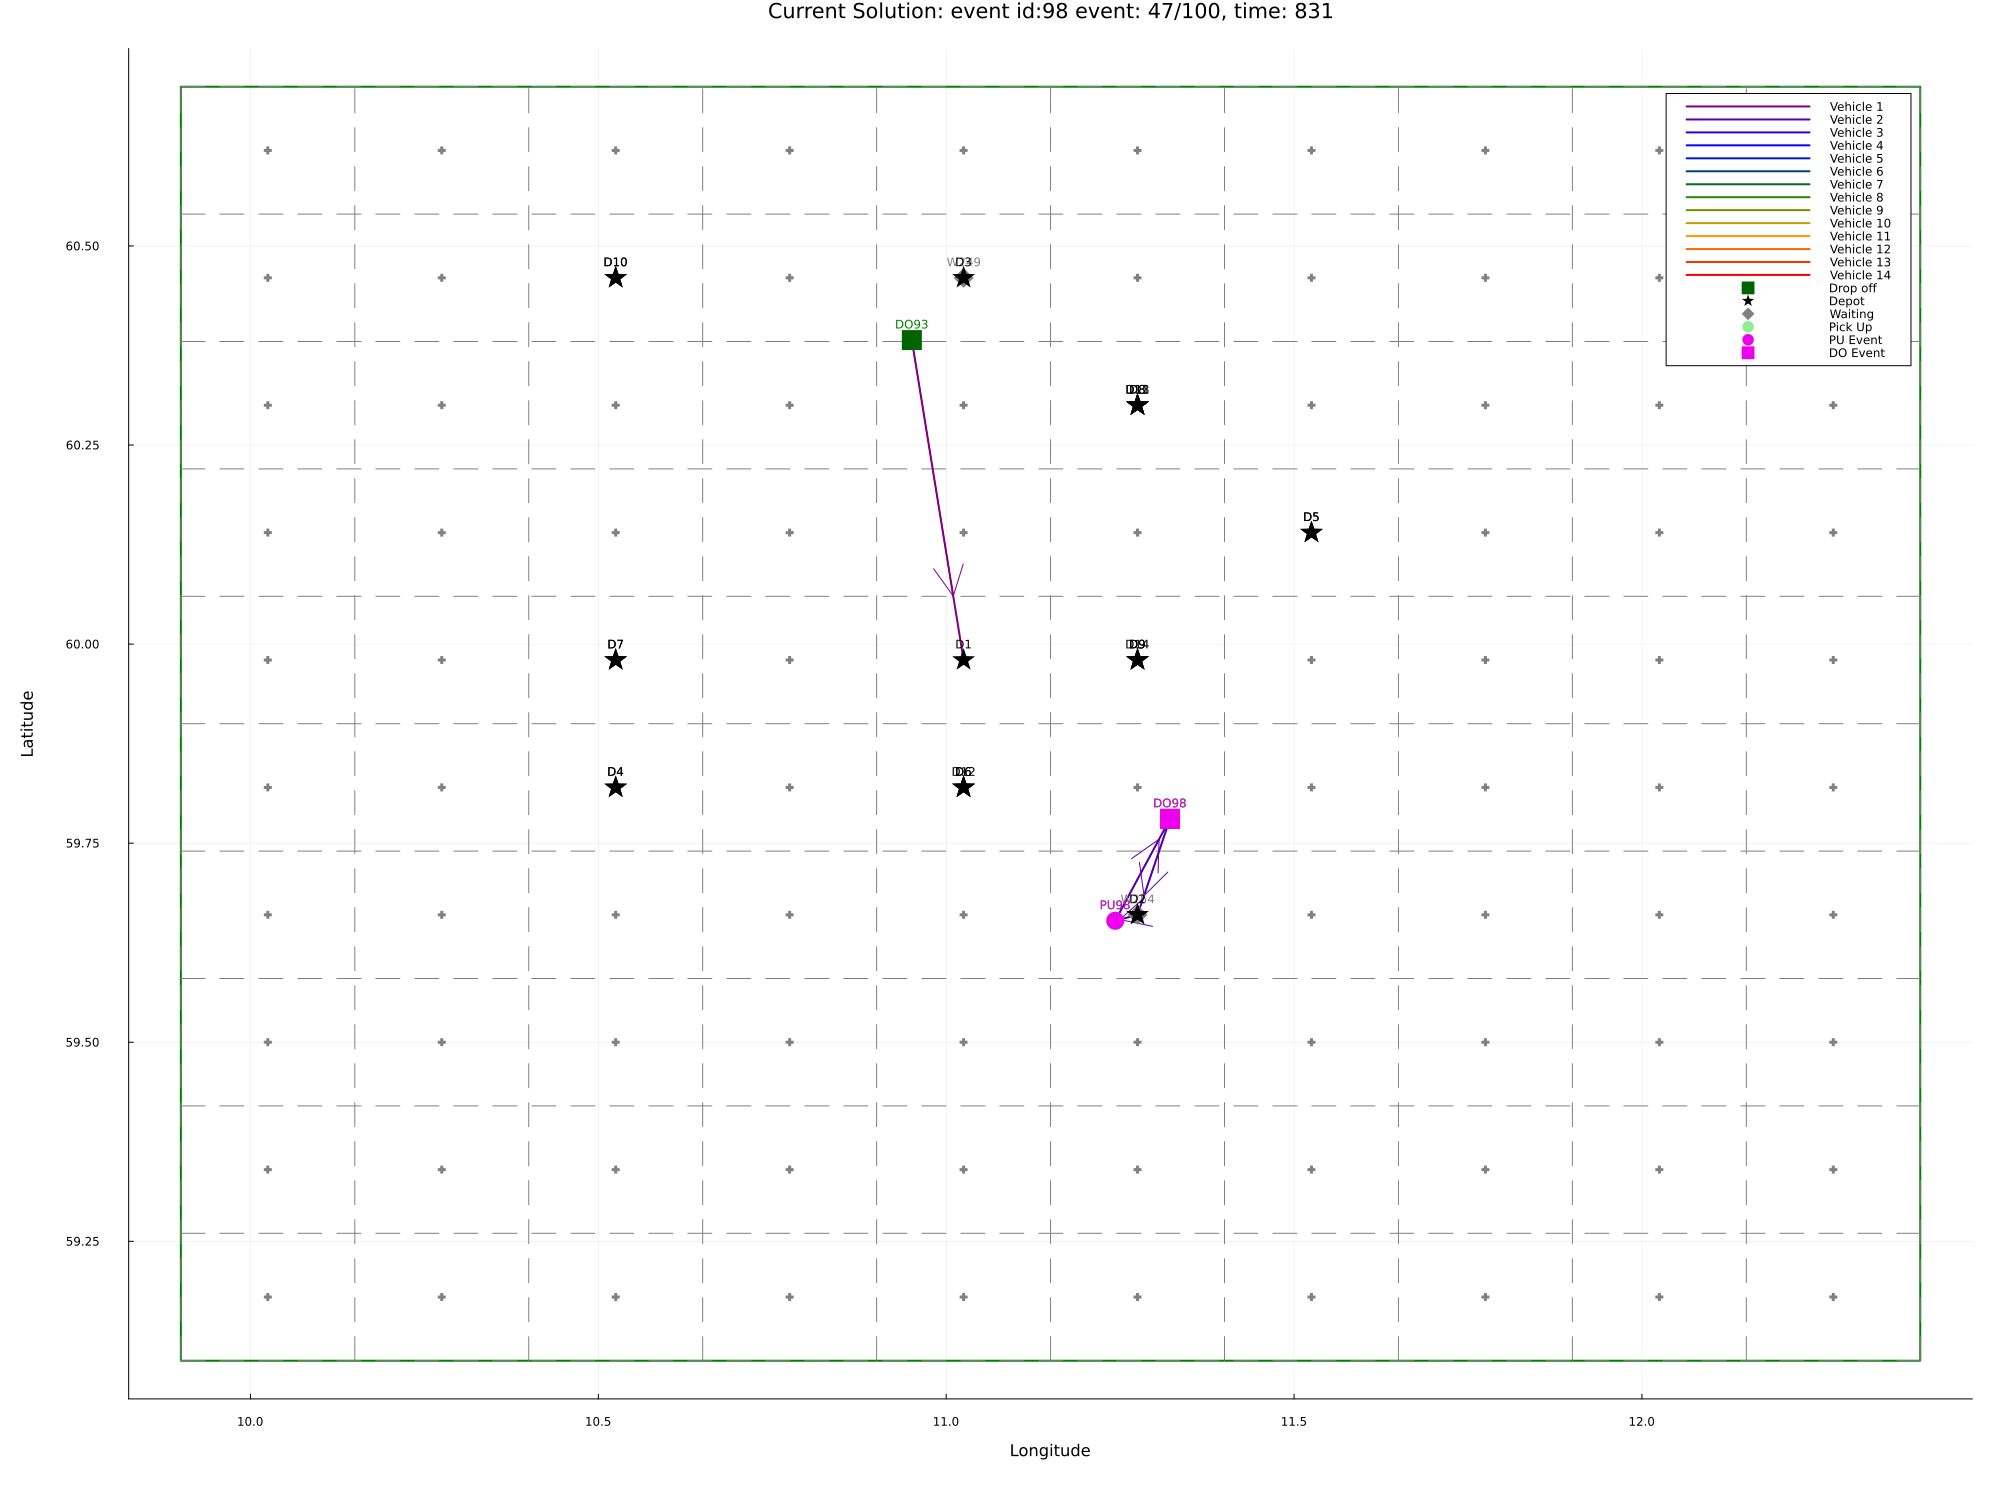 Current Solution: event id:98 event: 47/100, time: 831
Vehicle 1
Vehicle 2
Vehicle 3
Vehicle 4
Vehicle 5
Vehicle 6
Vehicle 7
Vehicle 8
Vehicle 9
Vehicle 10
Vehicle 11
Vehicle 12
Vehicle 13
Vehicle 14
Drop off
Depot
Waiting
Pick Up
PU Event
DO Event
60.50
60.25
60.00
59.75
59.50
59.25
Latitude
D10
D3
DO93
D5
D7
D1
D9
D4
D6
DO98
PU98
D2
10.0
10.5
11.0
11.5
12.0
Longitude